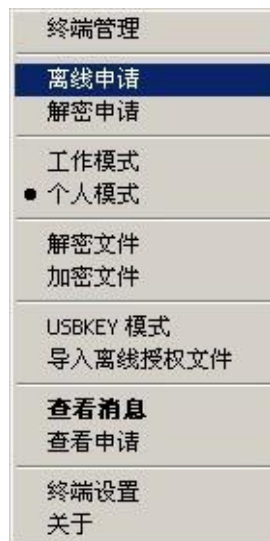 终端管理
离线申请
解密申请
工作模式
个人模式
解密文件
加密文件
USBKEY 模式
导入离线授权文件
查看消息
查看申请
终端设置
关于